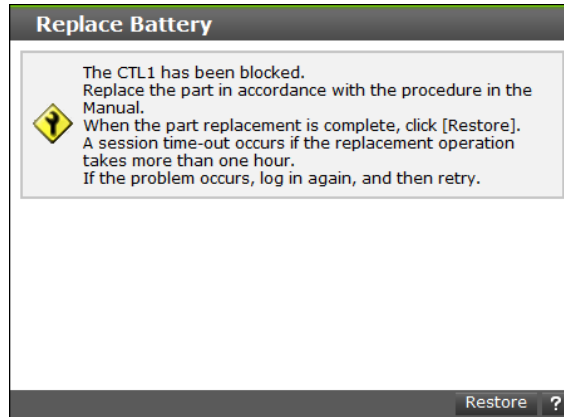 Replace Battery
The CTL1 has been blocked.
Replace the part in accordance with the procedure in the
Manual.
When the part replacement is complete, click [Restore].
A session time-out occurs if the replacement operation
takes more than one hour.
If the problem occurs, log in again, and then retry.
Restore ?